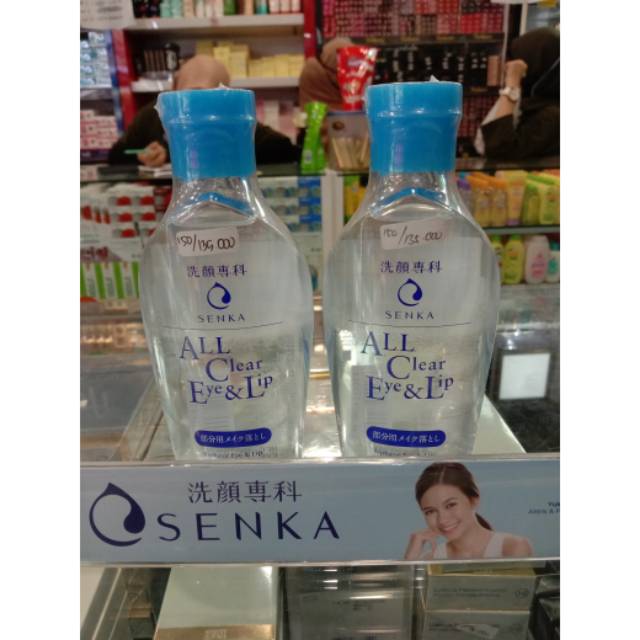 150/135.000
洗顔専科
SENKA
ALL
Clear
Eye & Lip
部分用メイク落とし
150/135.000
洗顔専科
SENKA
ALL
Clear
Eye & Lip
部分用メイク落とし
洗顔専科
SENKA